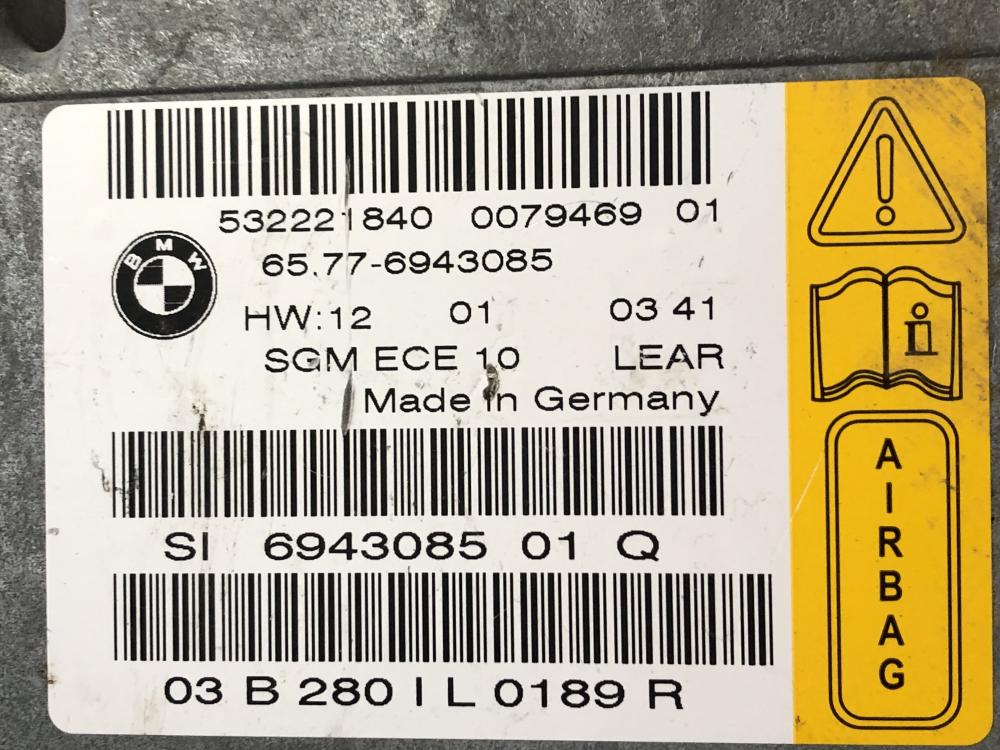 532221840 0079469 01
BMW
65.77-6943085
HW:12 01 03 41
SGM ECE 10 LEAR
Made in Germany
SI 6943085 01 Q
03 B 280 I L 0189 R
!
i
AIRBAG